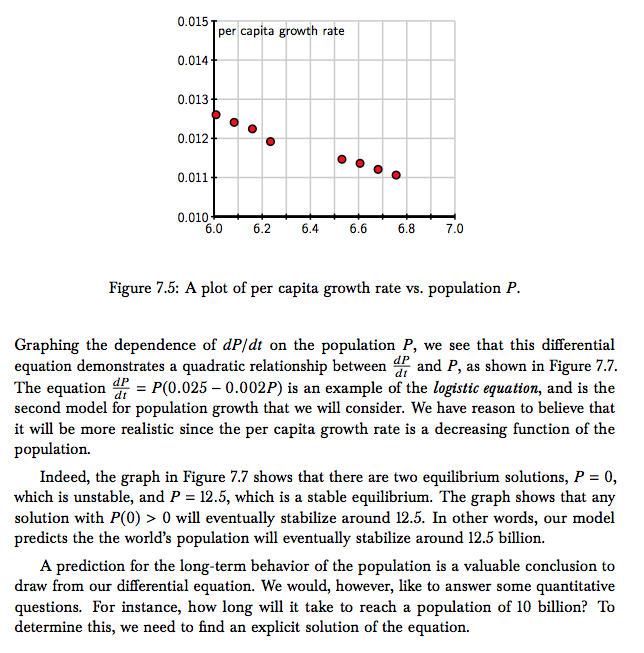 0.015
per capita growth rate
0.014
0.013
0.012
0.011
0.010
6.0 6.2 6.4 6.6 6.8 7.0
Figure 7.5: A plot of per capita growth rate vs. population P.
Graphing the dependence of dP/dt on the population P, we see that this differential
equation demonstrates a quadratic relationship between dP/dt and P, as shown in Figure 7.7.
The equation dP/dt = P(0.025 – 0.002P) is an example of the logistic equation, and is the
second model for population growth that we will consider. We have reason to believe that
it will be more realistic since the per capita growth rate is a decreasing function of the
population.
Indeed, the graph in Figure 7.7 shows that there are two equilibrium solutions, P = 0,
which is unstable, and P = 12.5, which is a stable equilibrium. The graph shows that any
solution with P(0) > 0 will eventually stabilize around 12.5. In other words, our model
predicts the the world's population will eventually stabilize around 12.5 billion.
A prediction for the long-term behavior of the population is a valuable conclusion to
draw from our differential equation. We would, however, like to answer some quantitative
questions. For instance, how long will it take to reach a population of 10 billion? To
determine this, we need to find an explicit solution of the equation.